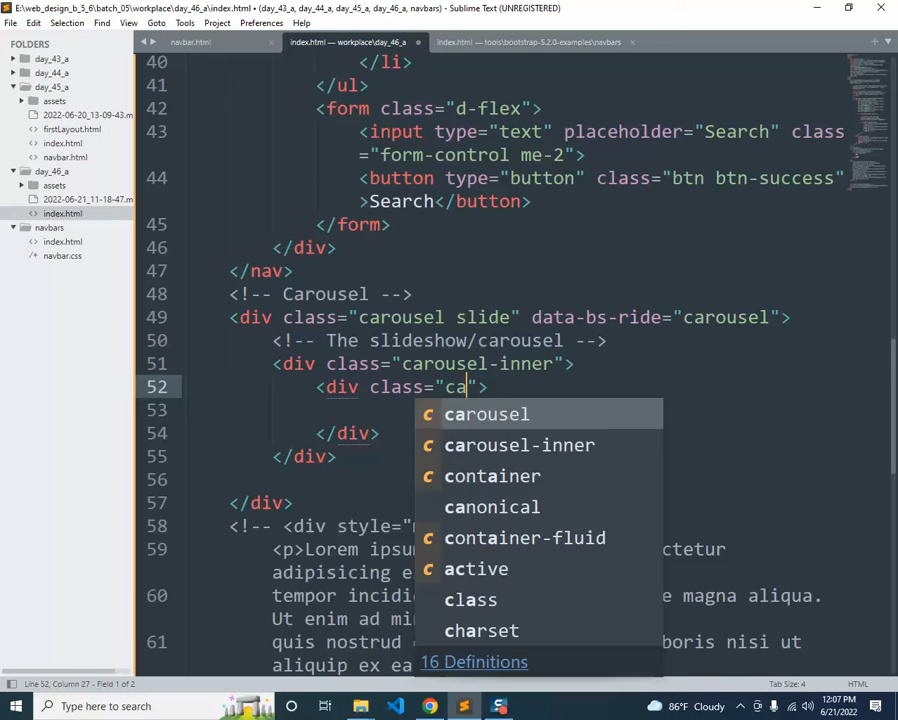 E:\web_design_b_5_6\batch_05\workplace\day_46_a\index.html • (day_43_a, day_44_a, day_45_a, day_46_a, navbars) - Sublime Text (UNREGISTERED)
File Edit Selection Find View Goto Tools Project Preferences Help
FOLDERS
day_43_a
day_44_a
day_45_a
assets
2022-06-20_13-09-43.m
firstLayout.html
index.html
navbar.html
day_46_a
assets
2022-06-21_11-18-47.m
index.html
navbars
index.html
navbar.css
navbar.html
index.html — workplace\day_46_a
index.html — tools\bootstrap-5.2.0-examples\navbars
40 </li>
41 </ul>
42 <form class="d-flex">
43 <input type="text" placeholder="Search" class
="form-control me-2">
44 <button type="button" class="btn btn-success"
>Search</button>
45 </form>
46 </div>
47 </nav>
48 <!-- Carousel -->
49 <div class="carousel slide" data-bs-ride="carousel">
50 <!-- The slideshow/carousel -->
51 <div class="carousel-inner">
52 <div class="ca">
53
54 </div>
55 </div>
56
57 </div>
58 <!-- <div style="
59 <p>Lorem ipsu ectetur
adipisicing e
60 tempor incidi e magna aliqua.
Ut enim ad mi
61 quis nostrud boris nisi ut
aliquip ex ea
c carousel
c carousel-inner
c container
canonical
c container-fluid
c active
class
charset
16 Definitions
Line 52, Column 27 - Field 1 of 2
Tab Size: 4
HTML
Type here to search
86°F Cloudy
12:07 PM
6/21/2022